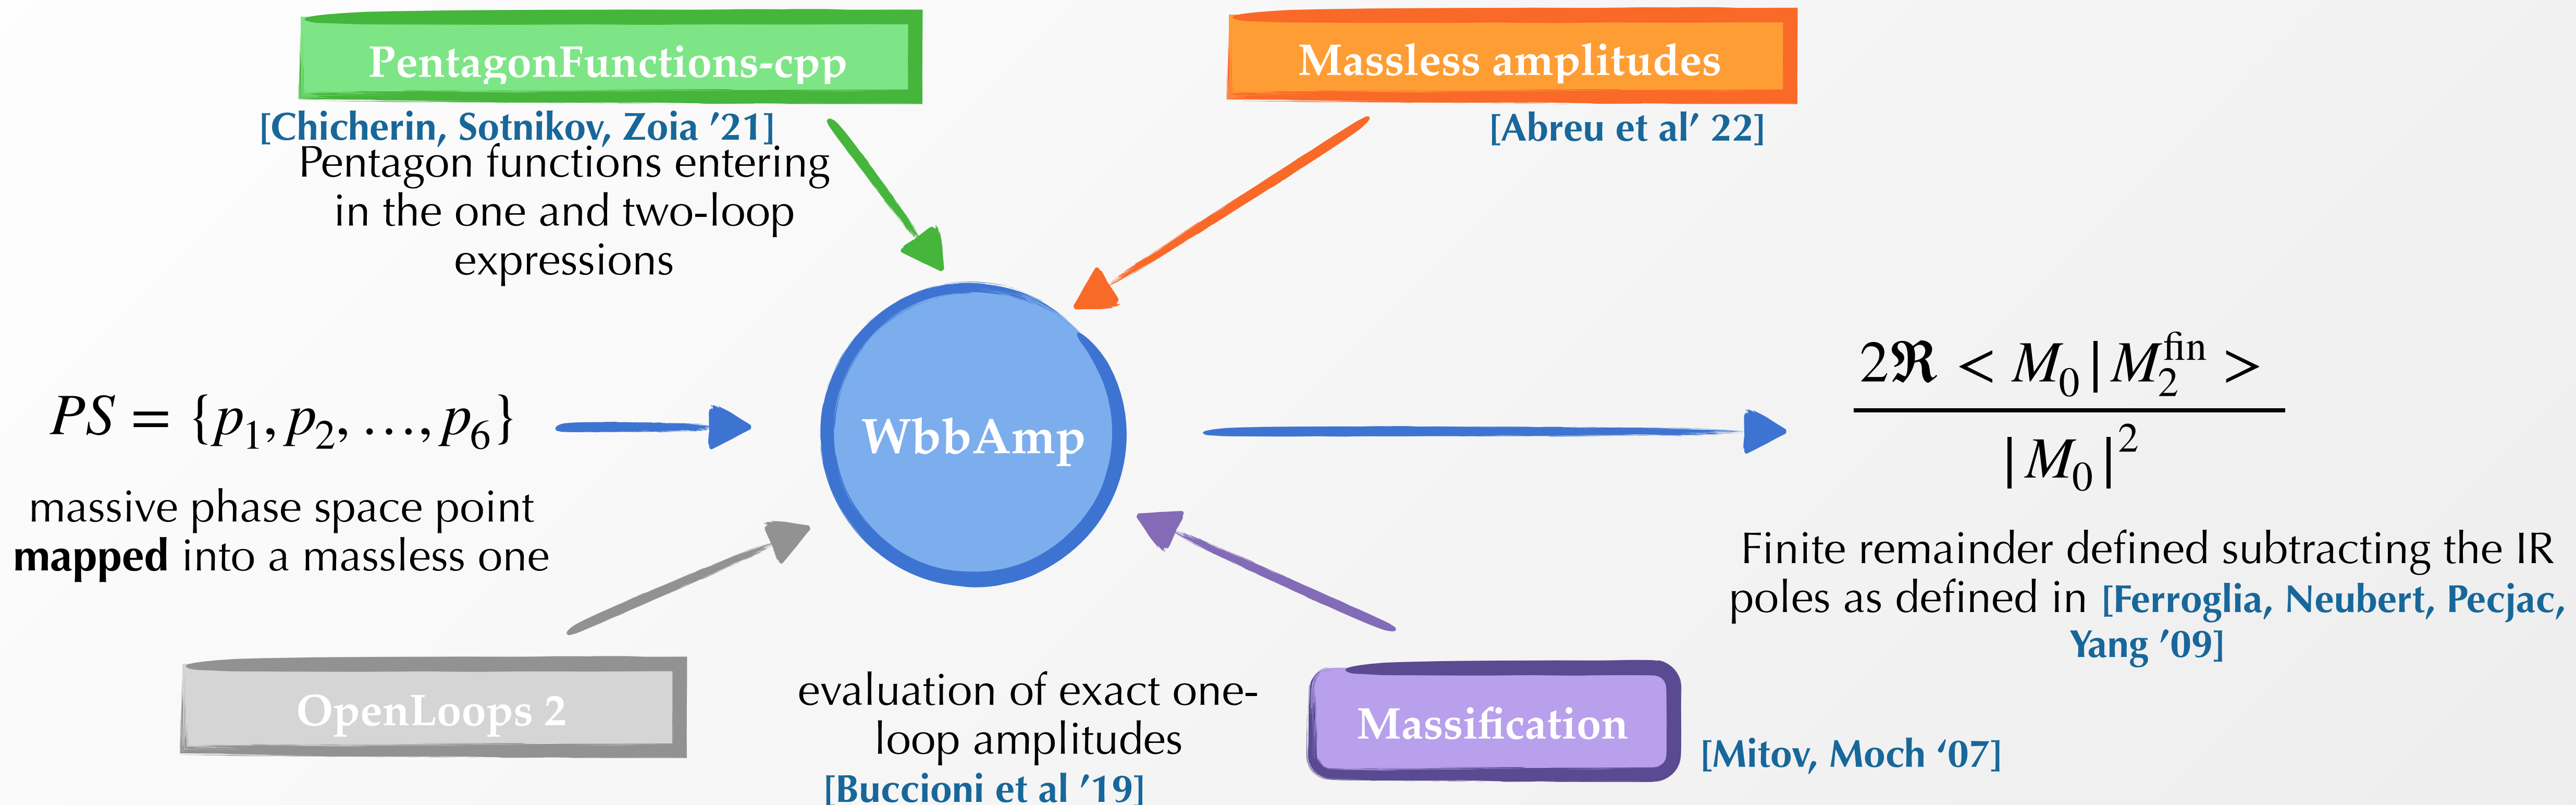 PentagonFunctions-cpp
[Chicherin, Sotnikov, Zoia ’21]
Pentagon functions entering
in the one and two-loop
expressions
Massless amplitudes
[Abreu et al’ 22]
PS = {p₁, p₂, …, p₆}
massive phase space point
mapped into a massless one
WbbAmp
2ℜ < M₀ | M₂^fin >
|M₀|²
Finite remainder defined subtracting the IR
poles as defined in [Ferroglia, Neubert, Pecjac,
Yang ’09]
OpenLoops 2
evaluation of exact one-
loop amplitudes
[Buccioni et al ’19]
Massification
[Mitov, Moch ‘07]